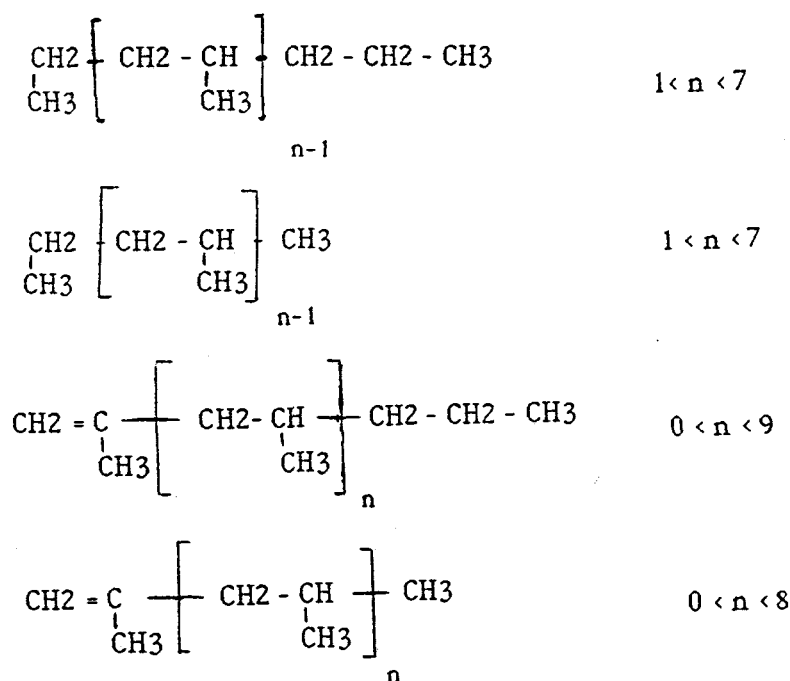 CH2 [ CH2 - CH ] CH2 - CH2 - CH3 1 < n < 7
CH3 CH3
n-1
CH2 [ CH2 - CH ] CH3 1 < n < 7
CH3 CH3
n-1
CH2 = C [ CH2 - CH ] CH2 - CH2 - CH3 0 < n < 9
CH3 CH3
n
CH2 = C [ CH2 - CH ] CH3 0 < n < 8
CH3 CH3
n